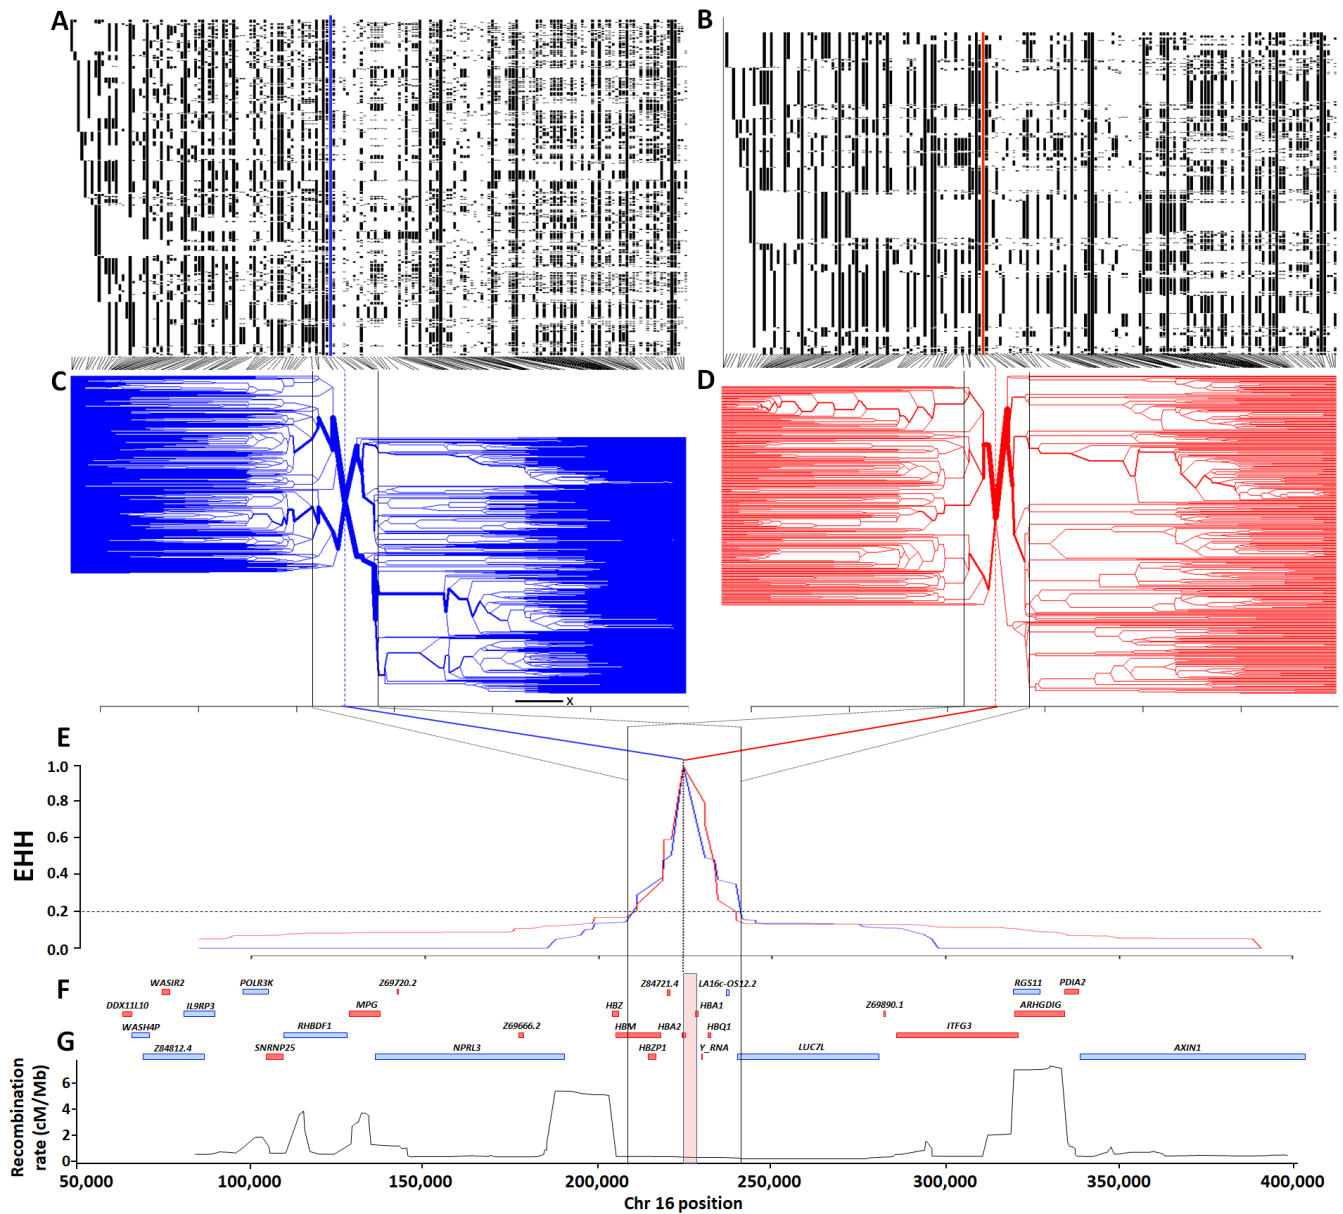 A
B
C
D
X
E
1.0
0.8
0.6
0.4
0.2
0.0
EHH
F
WASIR2
POLR3K
Z69720.2
Z84721.4
LA16c-OS12.2
RGS11
PDIA2
DDX11L10
IL9RP3
MPG
HBZ
HBA1
Z69890.1
ARHGDIG
WASH4P
RHBDF1
Z69666.2
HBM
HBA2
HBQ1
ITFG3
G
Z84812.4
SNRNP25
NPRL3
HBZP1
Y_RNA
LUC7L
AXIN1
Recombination
rate (cM/Mb)
6
4
2
0
50,000
100,000
150,000
200,000
250,000
300,000
350,000
400,000
Chr 16 position